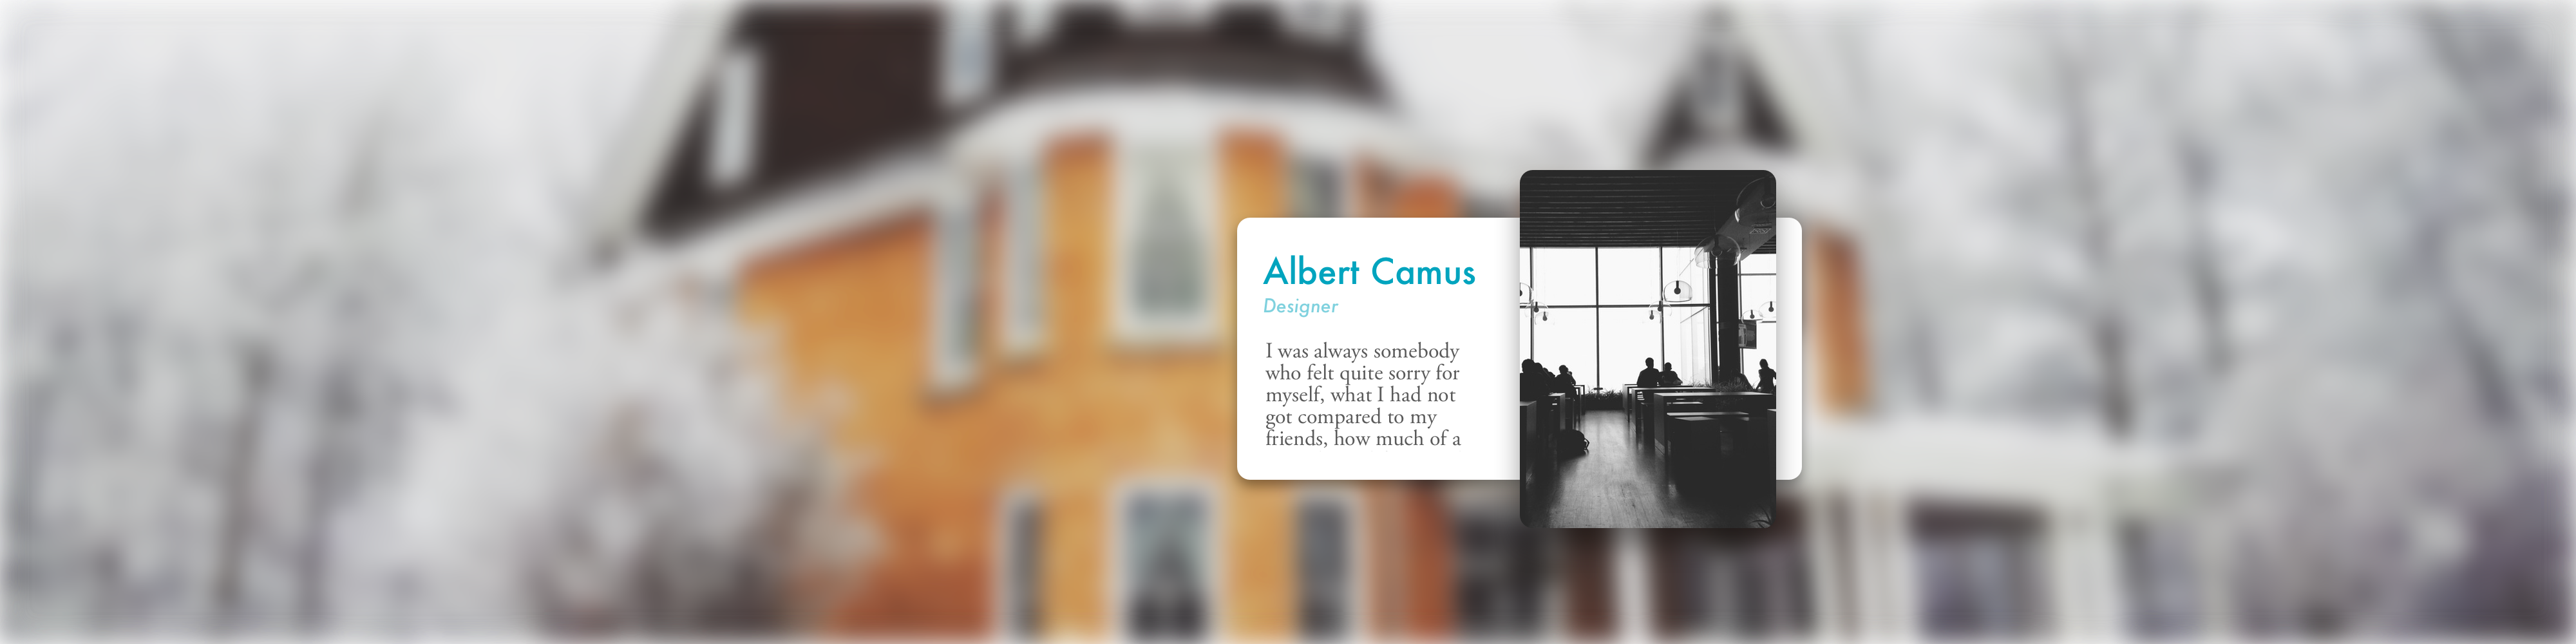 Albert Camus
Designer
I was always somebody
who felt quite sorry for
myself, what I had not
got compared to my
friends, how much of a